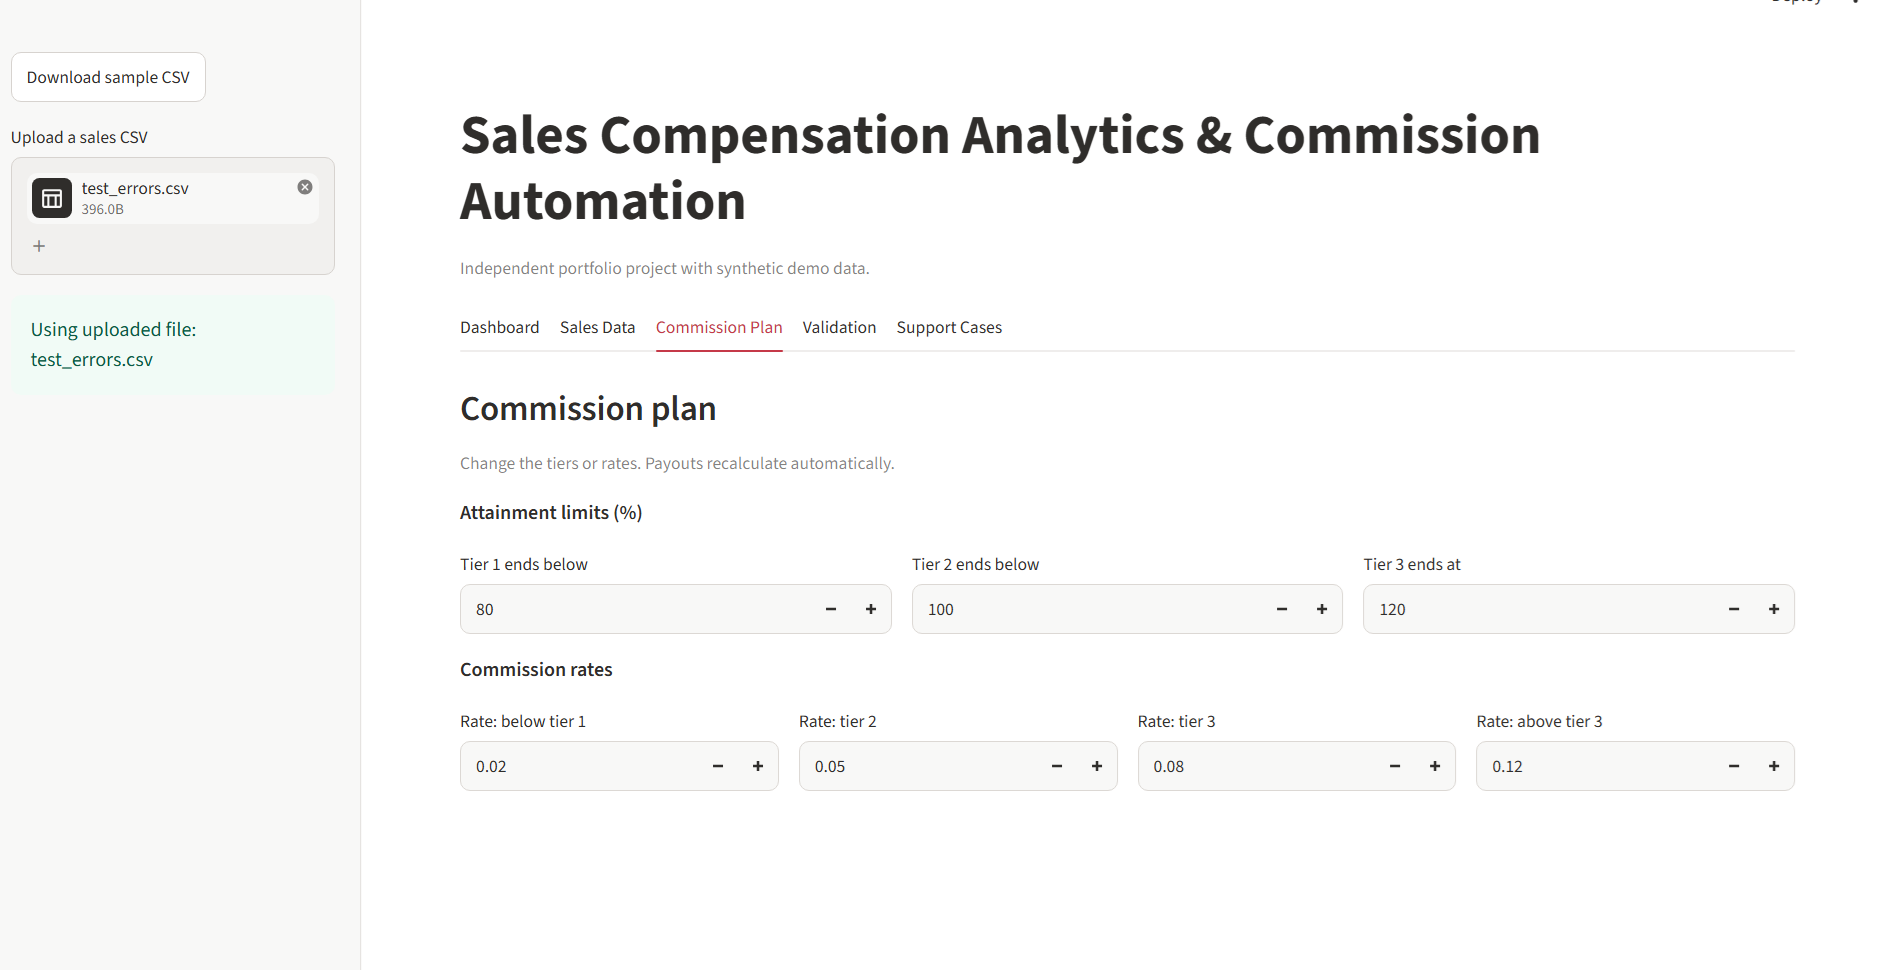 Download sample CSV
Upload a sales CSV
test_errors.csv
396.0B
Using uploaded file:
test_errors.csv
Sales Compensation Analytics & Commission
Automation
Independent portfolio project with synthetic demo data.
Dashboard Sales Data Commission Plan Validation Support Cases
Commission plan
Change the tiers or rates. Payouts recalculate automatically.
Attainment limits (%)
Tier 1 ends below Tier 2 ends below Tier 3 ends at
80 100 120
Commission rates
Rate: below tier 1 Rate: tier 2 Rate: tier 3 Rate: above tier 3
0.02 0.05 0.08 0.12